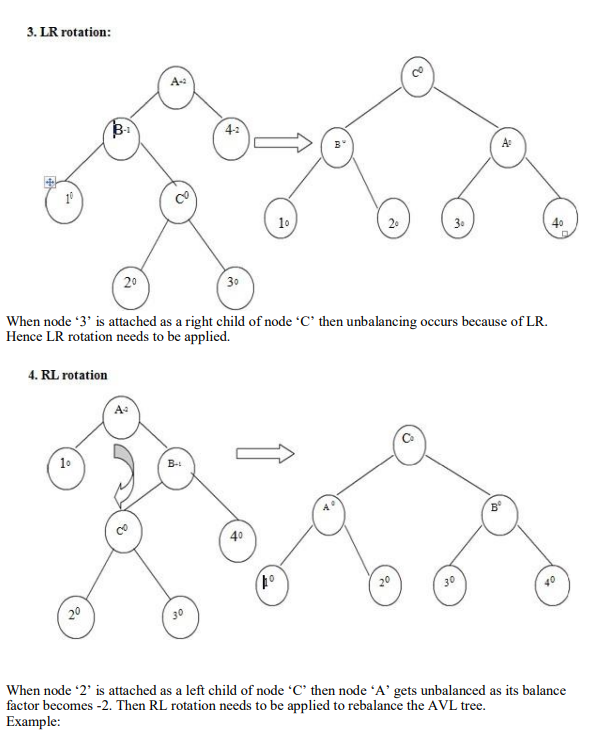 3. LR rotation:
A+2
B-1
4-2
1⁰
C⁰
2⁰
3⁰
C⁰
B⁰
A⁰
1⁰
2⁰
3⁰
4⁰
When node ‘3’ is attached as a right child of node ‘C’ then unbalancing occurs because of LR.
Hence LR rotation needs to be applied.
4. RL rotation
A-2
1⁰
B-1
C⁰
4⁰
2⁰
3⁰
C⁰
A⁰
B⁰
1⁰
2⁰
3⁰
4⁰
When node ‘2’ is attached as a left child of node ‘C’ then node ‘A’ gets unbalanced as its balance
factor becomes -2. Then RL rotation needs to be applied to rebalance the AVL tree.
Example: